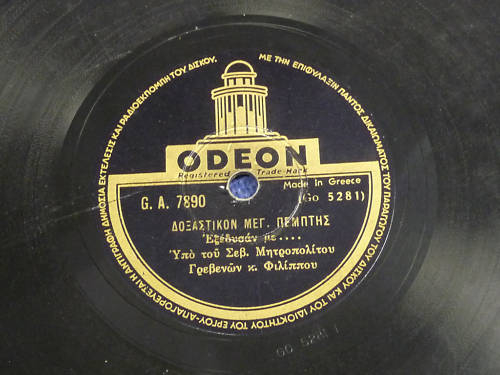 ΜΕ ΤΗΝ ΕΠΙΦΥΛΑΞΙΝ ΠΑΝΤΟΣ ΔΙΚΑΙΩΜΑΤΟΣ ΤΟΥ ΠΑΡΑΓΩΓΟΥ ΤΟΥ ΔΙΣΚΟΥ ΚΑΙ ΤΟΥ ΙΔΙΟΚΤΗΤΟΥ ΤΟΥ ΕΡΓΟΥ-ΑΠΑΓΟΡΕΥΕΤΑΙ Η ΑΝΤΙΓΡΑΦΗ ΔΗΜΟΣΙΑ ΕΚΤΕΛΕΣΙΣ ΚΑΙ ΡΑΔΙΟΕΚΠΟΜΠΗ ΤΟΥ ΔΙΣΚΟΥ.
ODEON
Registered Trade-Mark
Made in Greece
G. A. 7890 (Go 5281)
ΔΟΞΑΣΤΙΚΟΝ ΜΕΓ. ΠΕΜΠΤΗΣ
Ἐξέδυσάν με....
Ὑπὸ τοῦ Σεβ. Μητροπολίτου
Γρεβενῶν κ. Φιλίππου
GO 5281